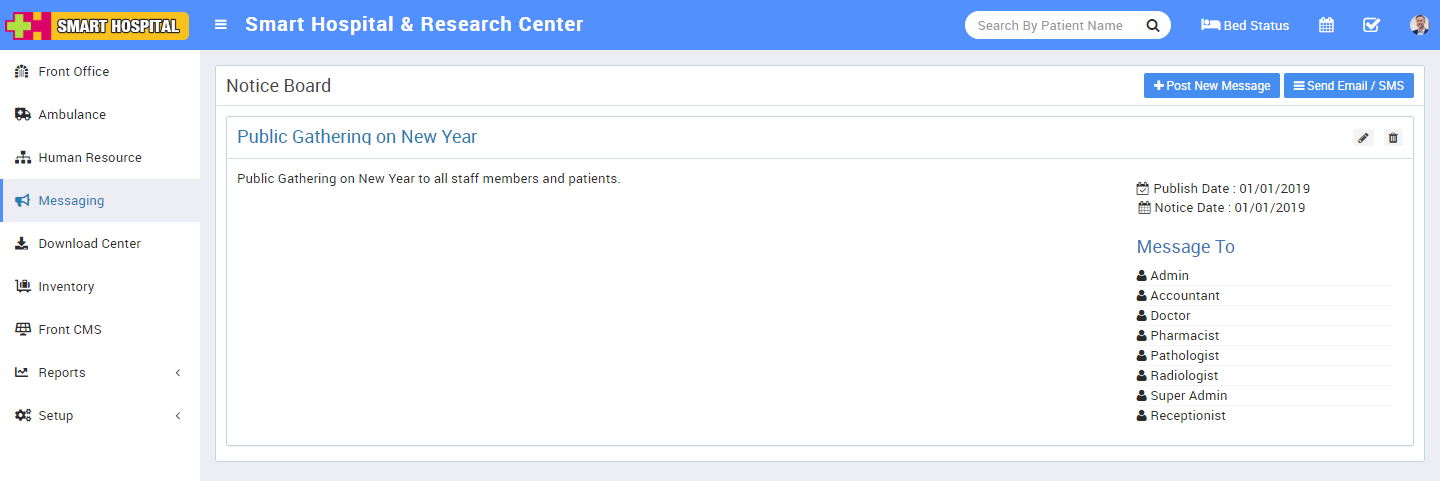 SMART HOSPITAL
Smart Hospital & Research Center
Search By Patient Name
Bed Status
Front Office
Ambulance
Human Resource
Messaging
Download Center
Inventory
Front CMS
Reports
Setup
Notice Board
Post New Message
Send Email / SMS
Public Gathering on New Year
Public Gathering on New Year to all staff members and patients.
Publish Date : 01/01/2019
Notice Date : 01/01/2019
Message To
Admin
Accountant
Doctor
Pharmacist
Pathologist
Radiologist
Super Admin
Receptionist